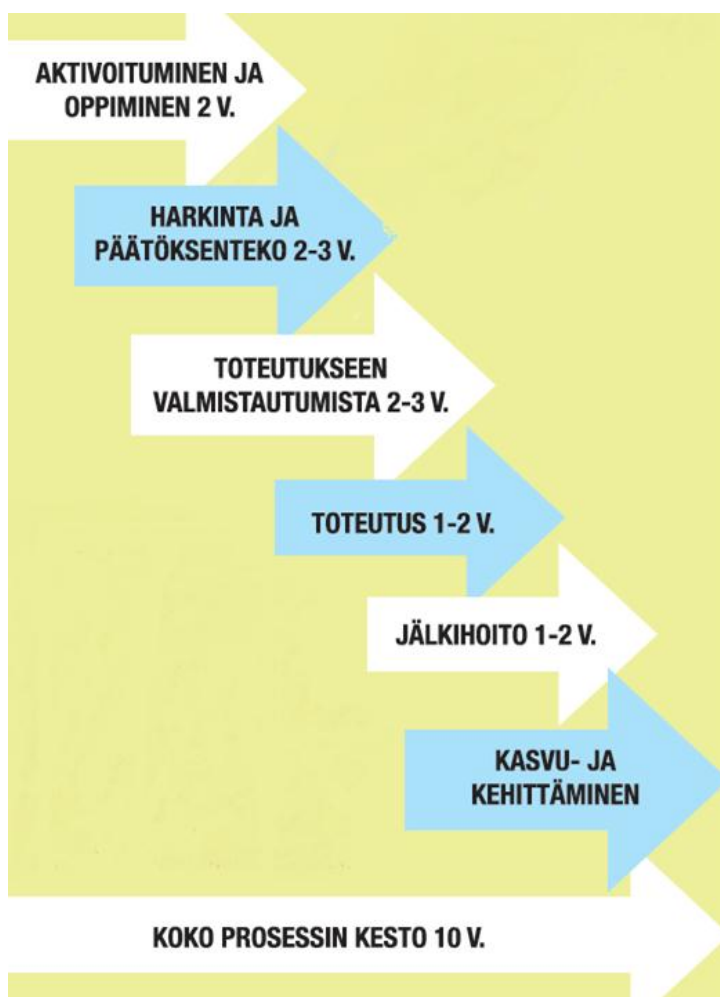 AKTIVOITUMINEN JA
OPPIMINEN 2 V.
HARKINTA JA
PÄÄTÖKSENTEKO 2-3 V.
TOTEUTUKSEEN
VALMISTAUTUMISTA 2-3 V.
TOTEUTUS 1-2 V.
JÄLKIHOITO 1-2 V.
KASVU- JA
KEHITTÄMINEN
KOKO PROSESSIN KESTO 10 V.